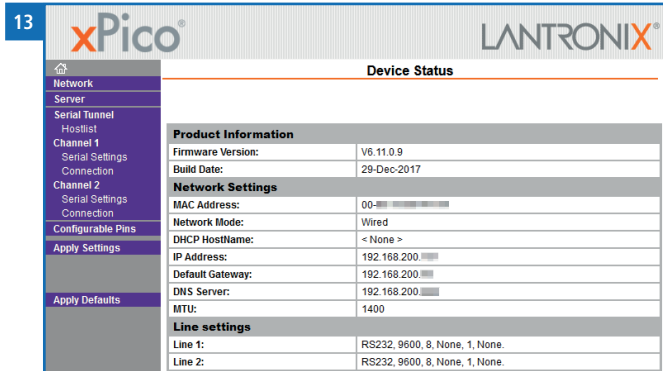 13
xPico®
LANTRONIX®
Device Status
Network
Server
Serial Tunnel
Hostlist
Channel 1
Serial Settings
Connection
Channel 2
Serial Settings
Connection
Configurable Pins
Apply Settings
Apply Defaults
Product Information
Firmware Version: V6.11.0.9
Build Date: 29-Dec-2017
Network Settings
MAC Address: 00-
Network Mode: Wired
DHCP HostName: < None >
IP Address: 192.168.200.
Default Gateway: 192.168.200.
DNS Server: 192.168.200.
MTU: 1400
Line settings
Line 1: RS232, 9600, 8, None, 1, None.
Line 2: RS232, 9600, 8, None, 1, None.